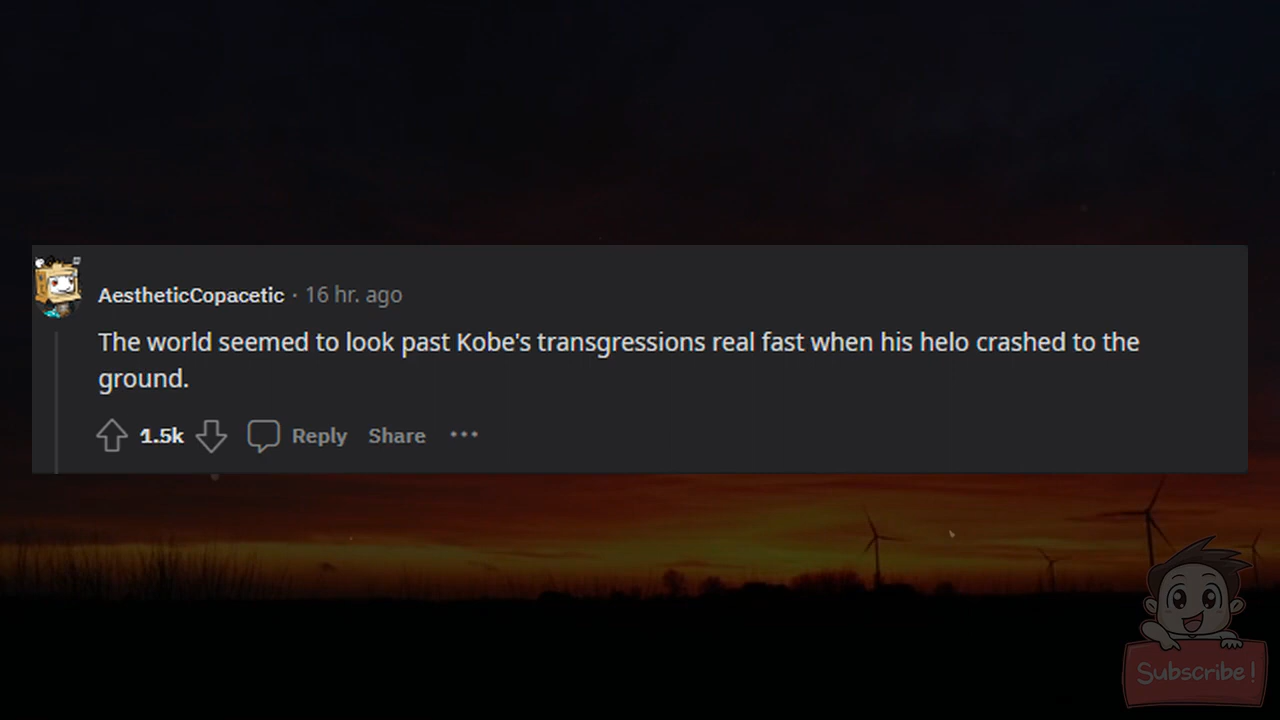 AestheticCopacetic · 16 hr. ago
The world seemed to look past Kobe's transgressions real fast when his helo crashed to the
ground.
1.5k Reply Share ···
Subscribe!